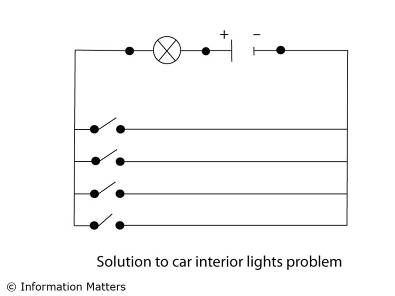 + –
Solution to car interior lights problem
© Information Matters